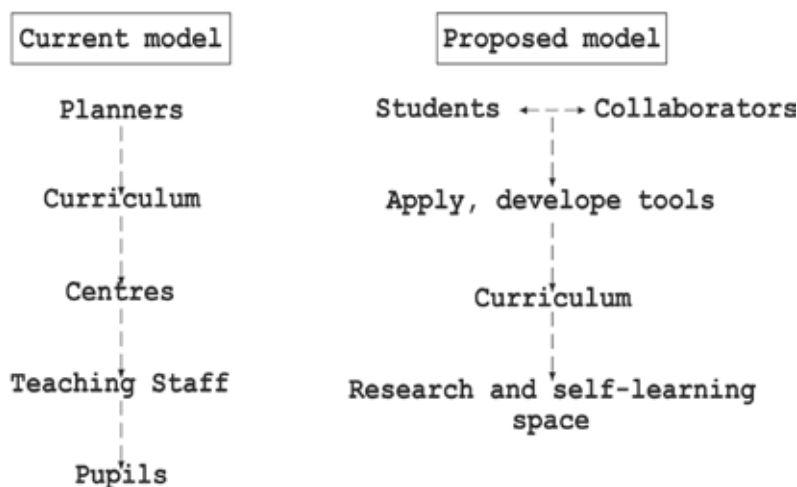 Current model
Planners
Curriculum
Centres
Teaching Staff
Pupils
Proposed model
Students
Collaborators
Apply, develope tools
Curriculum
Research and self-learning
space